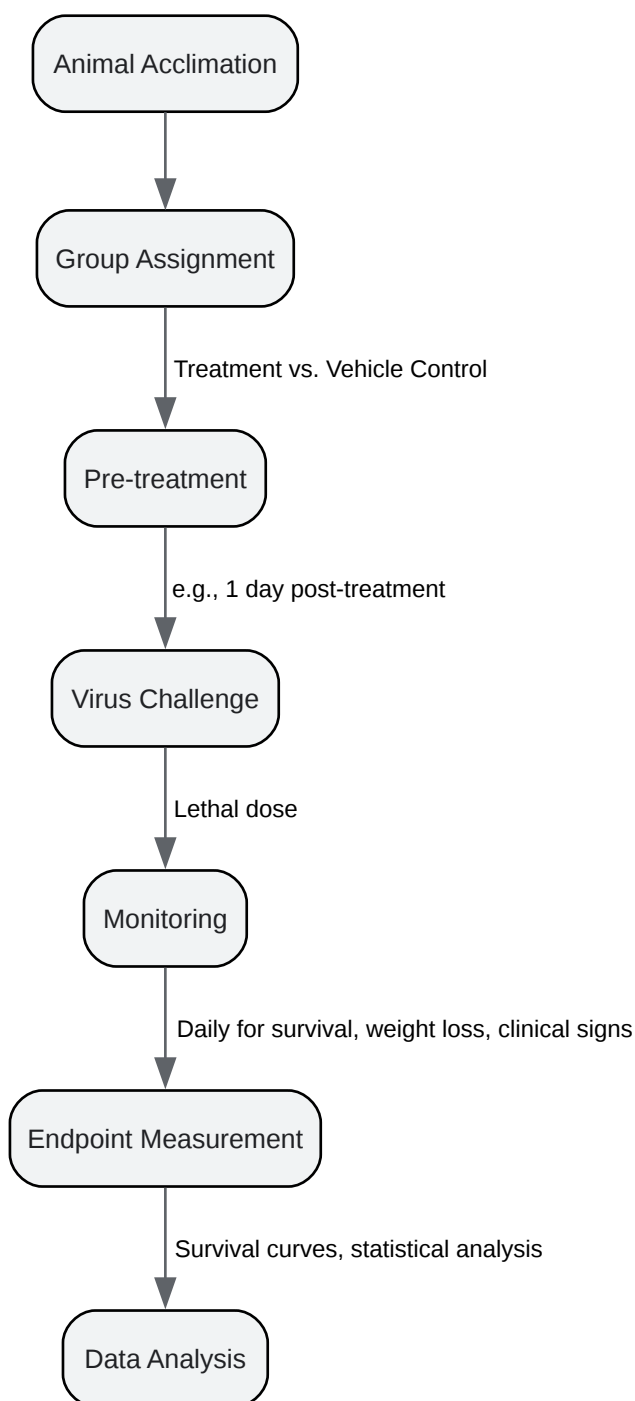 Animal Acclimation
Group Assignment
Treatment vs. Vehicle Control
Pre-treatment
e.g., 1 day post-treatment
Virus Challenge
Lethal dose
Monitoring
Daily for survival, weight loss, clinical signs
Endpoint Measurement
Survival curves, statistical analysis
Data Analysis